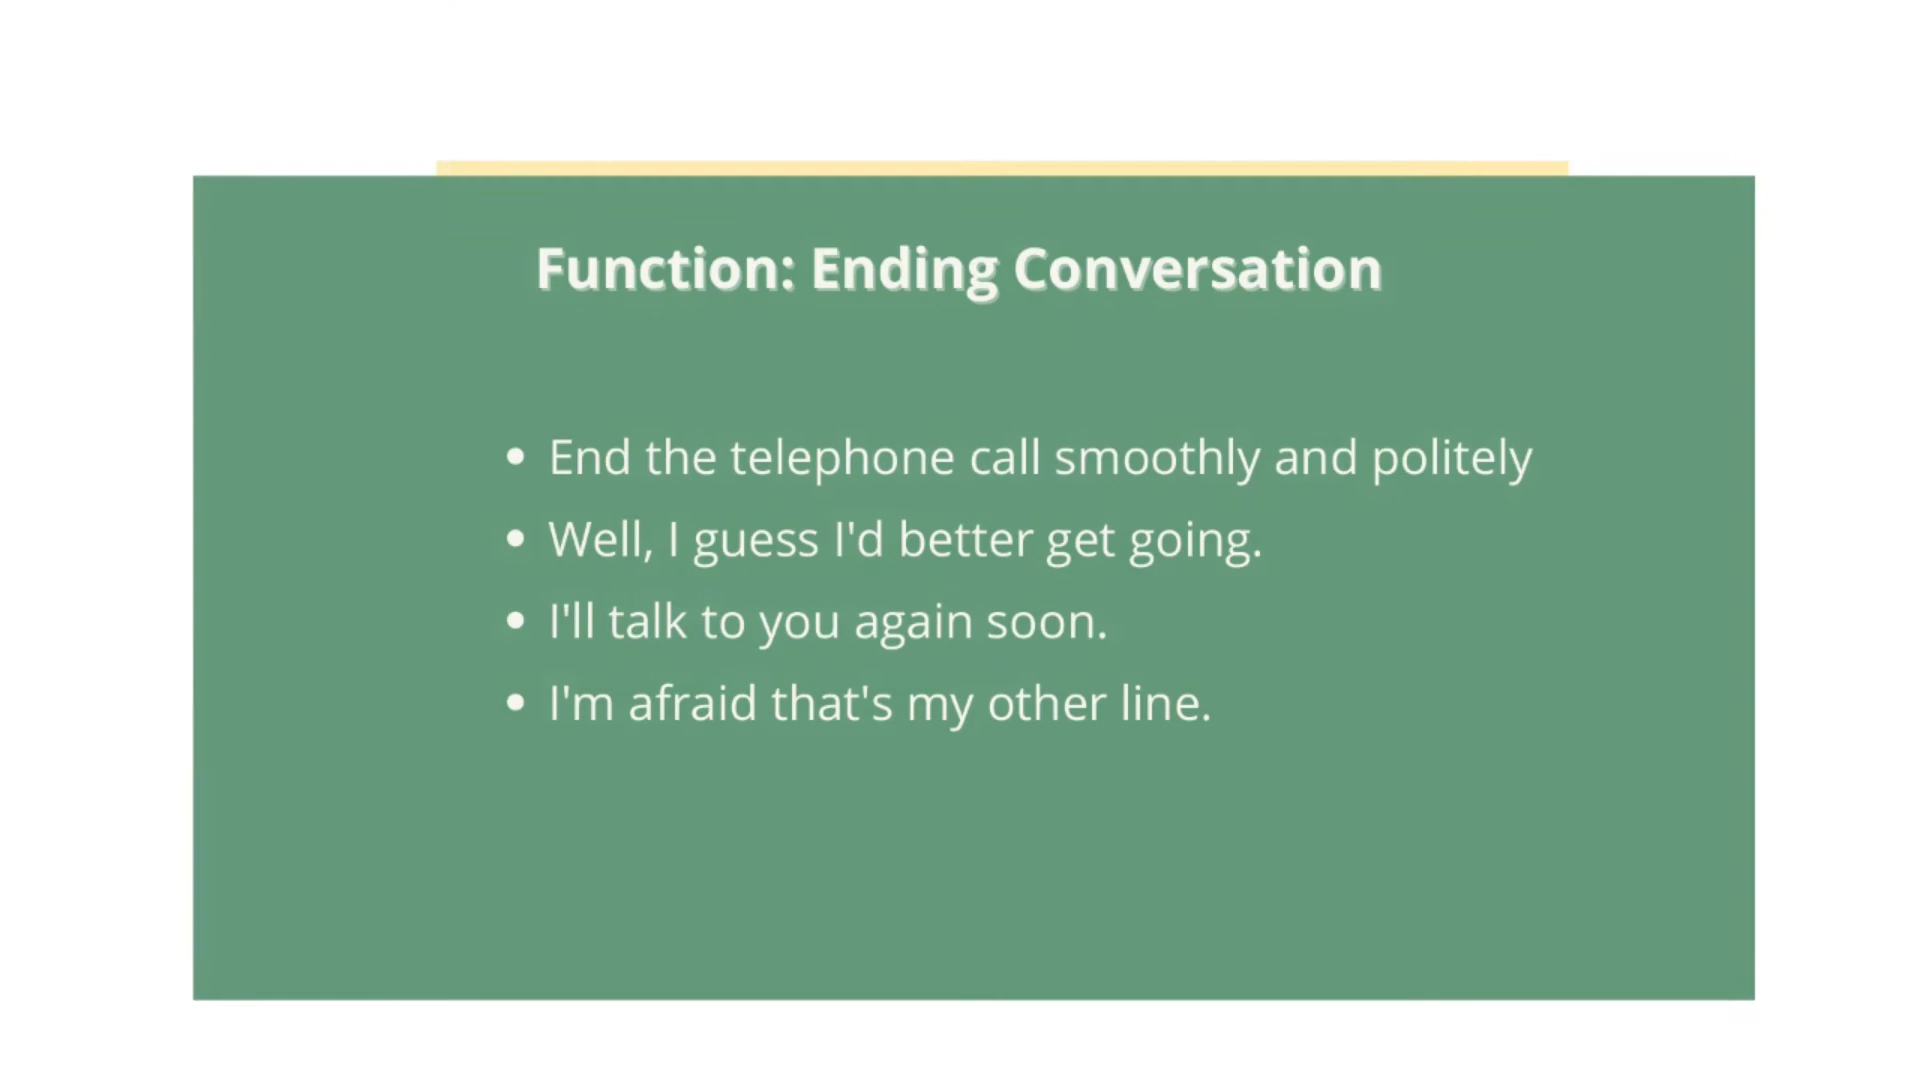 Function: Ending Conversation
• End the telephone call smoothly and politely
• Well, I guess I'd better get going.
• I'll talk to you again soon.
• I'm afraid that's my other line.